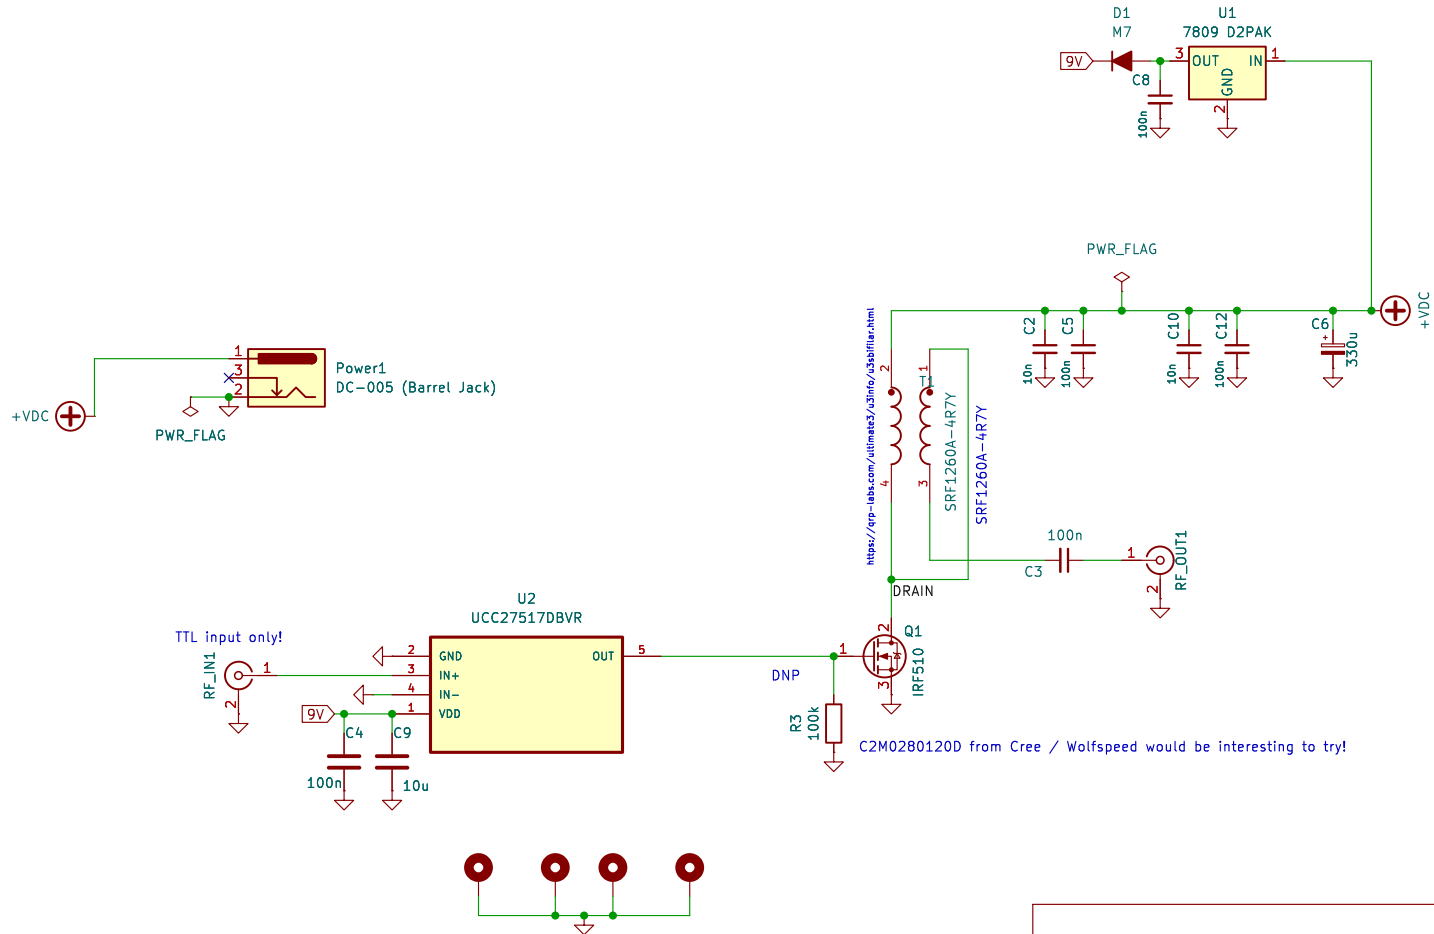 D1
M7
U1
7809 D2PAK
9V
3
OUT
IN
1
GND
2
C8
100n
PWR_FLAG
+VDC
C2
10n
C5
100n
C10
10n
C12
100n
C6
+
330u
https://qrp-labs.com/ultimate3/u3info/u3sbifilar.html
2
1
T1
4
3
SRF1260A-4R7Y
SRF1260A-4R7Y
1
3
2
Power1
DC-005 (Barrel Jack)
+VDC
PWR_FLAG
100n
C3
1
RF_OUT1
2
DRAIN
U2
UCC27517DBVR
TTL input only!
RF_IN1
1
2
2
GND
3
IN+
4
IN-
1
VDD
OUT
5
9V
C4
100n
C9
10u
DNP
1
2
3
Q1
IRF510
R3
100k
C2M0280120D from Cree / Wolfspeed would be interesting to try!